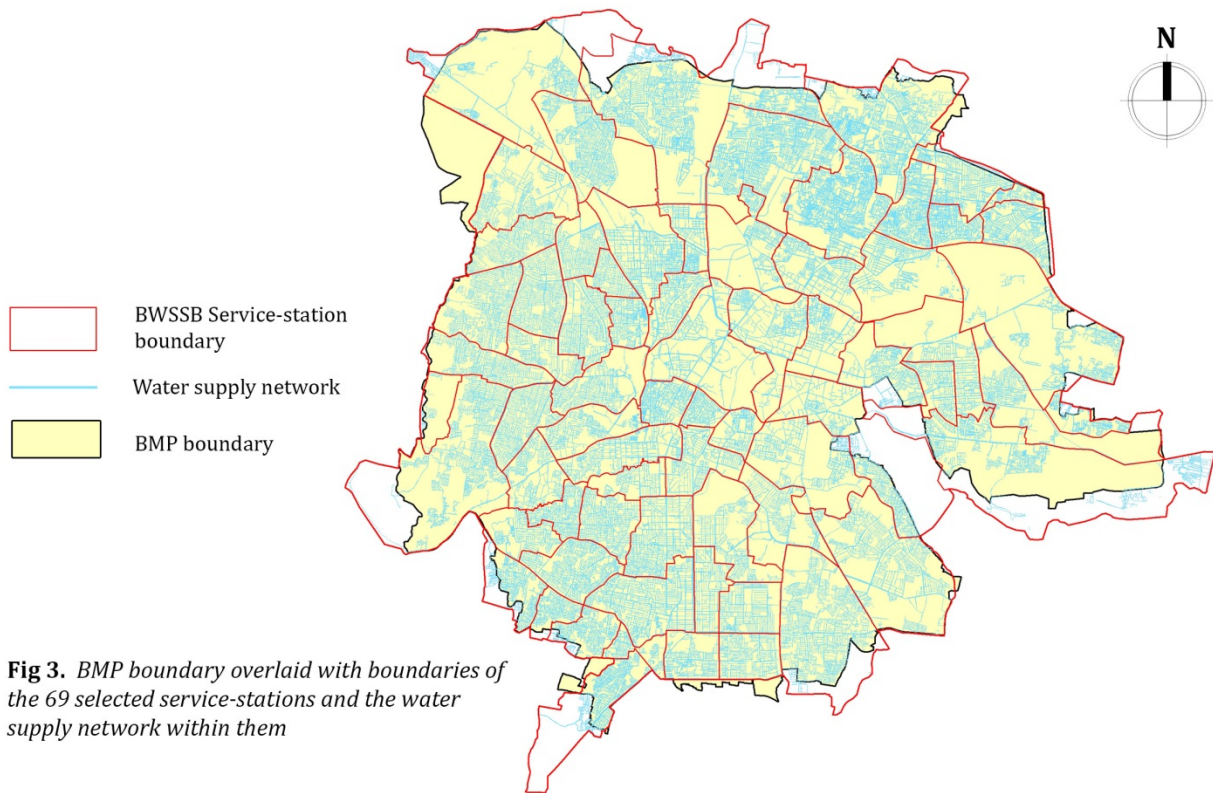 N
BWSSB Service-station
boundary
Water supply network
BMP boundary
Fig 3. BMP boundary overlaid with boundaries of
the 69 selected service-stations and the water
supply network within them